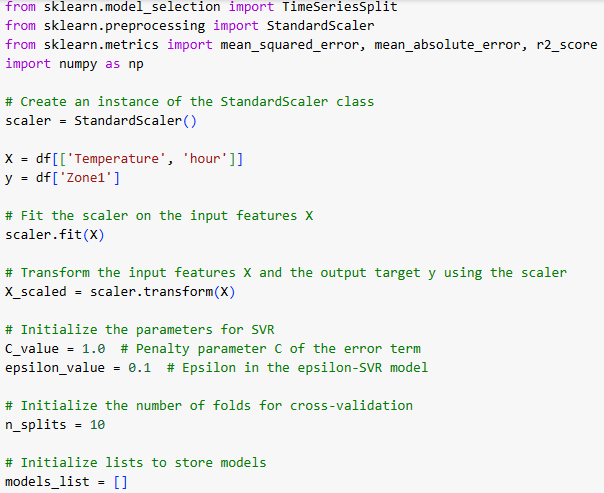 from sklearn.model_selection import TimeSeriesSplit
from sklearn.preprocessing import StandardScaler
from sklearn.metrics import mean_squared_error, mean_absolute_error, r2_score
import numpy as np
# Create an instance of the StandardScaler class
scaler = StandardScaler()
X = df[['Temperature', 'hour']]
y = df['Zone1']
# Fit the scaler on the input features X
scaler.fit(X)
# Transform the input features X and the output target y using the scaler
X_scaled = scaler.transform(X)
# Initialize the parameters for SVR
C_value = 1.0  # Penalty parameter C of the error term
epsilon_value = 0.1  # Epsilon in the epsilon-SVR model
# Initialize the number of folds for cross-validation
n_splits = 10
# Initialize lists to store models
models_list = []